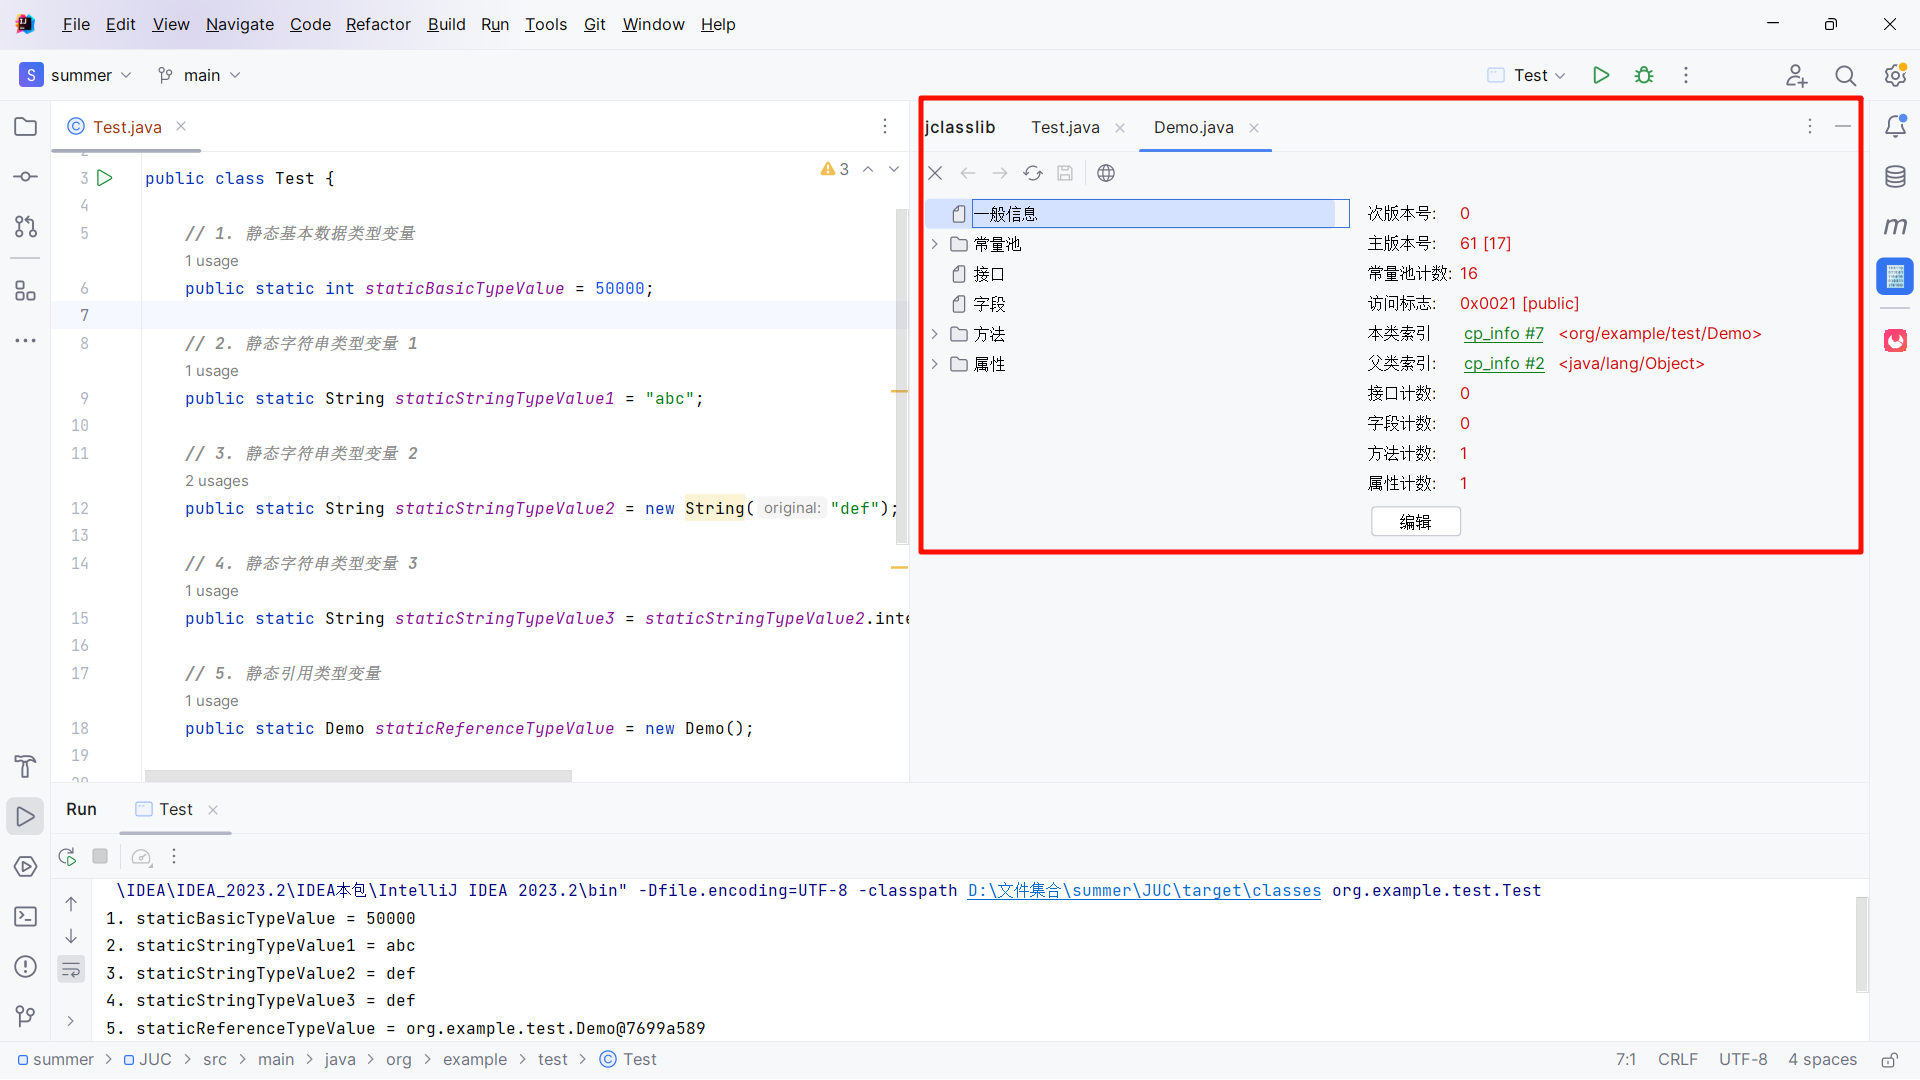 File Edit View Navigate Code Refactor Build Run Tools Git Window Help
S summer main Test
Test.java
3
3 public class Test {
4
5 // 1. 静态基本数据类型变量
1 usage
6 public static int staticBasicTypeValue = 50000;
7
8 // 2. 静态字符串类型变量 1
1 usage
9 public static String staticStringTypeValue1 = "abc";
10
11 // 3. 静态字符串类型变量 2
2 usages
12 public static String staticStringTypeValue2 = new String( original: "def");
13
14 // 4. 静态字符串类型变量 3
1 usage
15 public static String staticStringTypeValue3 = staticStringTypeValue2.inte
16
17 // 5. 静态引用类型变量
1 usage
18 public static Demo staticReferenceTypeValue = new Demo();
19
jclasslib Test.java Demo.java
一般信息
常量池
接口
字段
方法
属性
次版本号: 0
主版本号: 61 [17]
常量池计数: 16
访问标志: 0x0021 [public]
本类索引 cp_info #7 <org/example/test/Demo>
父类索引: cp_info #2 <java/lang/Object>
接口计数: 0
字段计数: 0
方法计数: 1
属性计数: 1
编辑
m
Run Test
\IDEA\IDEA_2023.2\IDEA本包\IntelliJ IDEA 2023.2\bin" -Dfile.encoding=UTF-8 -classpath D:\文件集合\summer\JUC\target\classes org.example.test.Test
1. staticBasicTypeValue = 50000
2. staticStringTypeValue1 = abc
3. staticStringTypeValue2 = def
4. staticStringTypeValue3 = def
5. staticReferenceTypeValue = org.example.test.Demo@7699a589
summer > JUC > src > main > java > org > example > test > Test
7:1 CRLF UTF-8 4 spaces